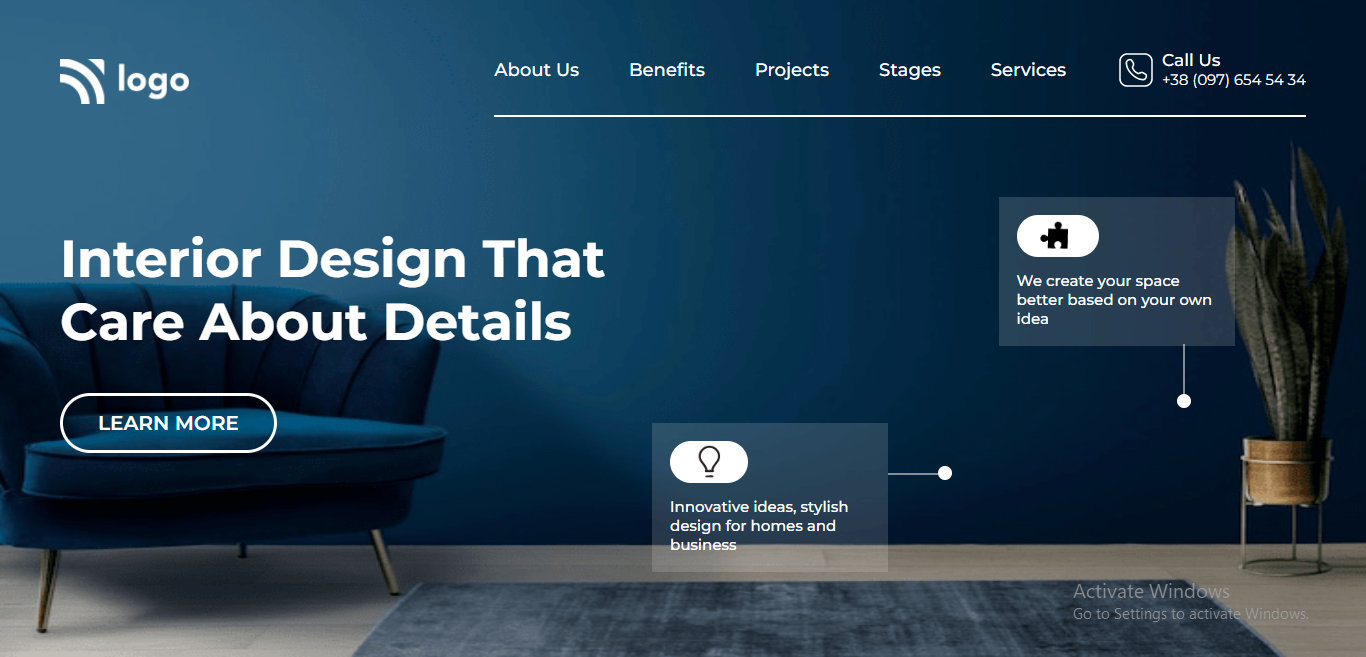 logo
About Us
Benefits
Projects
Stages
Services
Call Us
+38 (097) 654 54 34
Interior Design That
Care About Details
LEARN MORE
We create your space
better based on your own
idea
Innovative ideas, stylish
design for homes and
business
Activate Windows
Go to Settings to activate Windows.